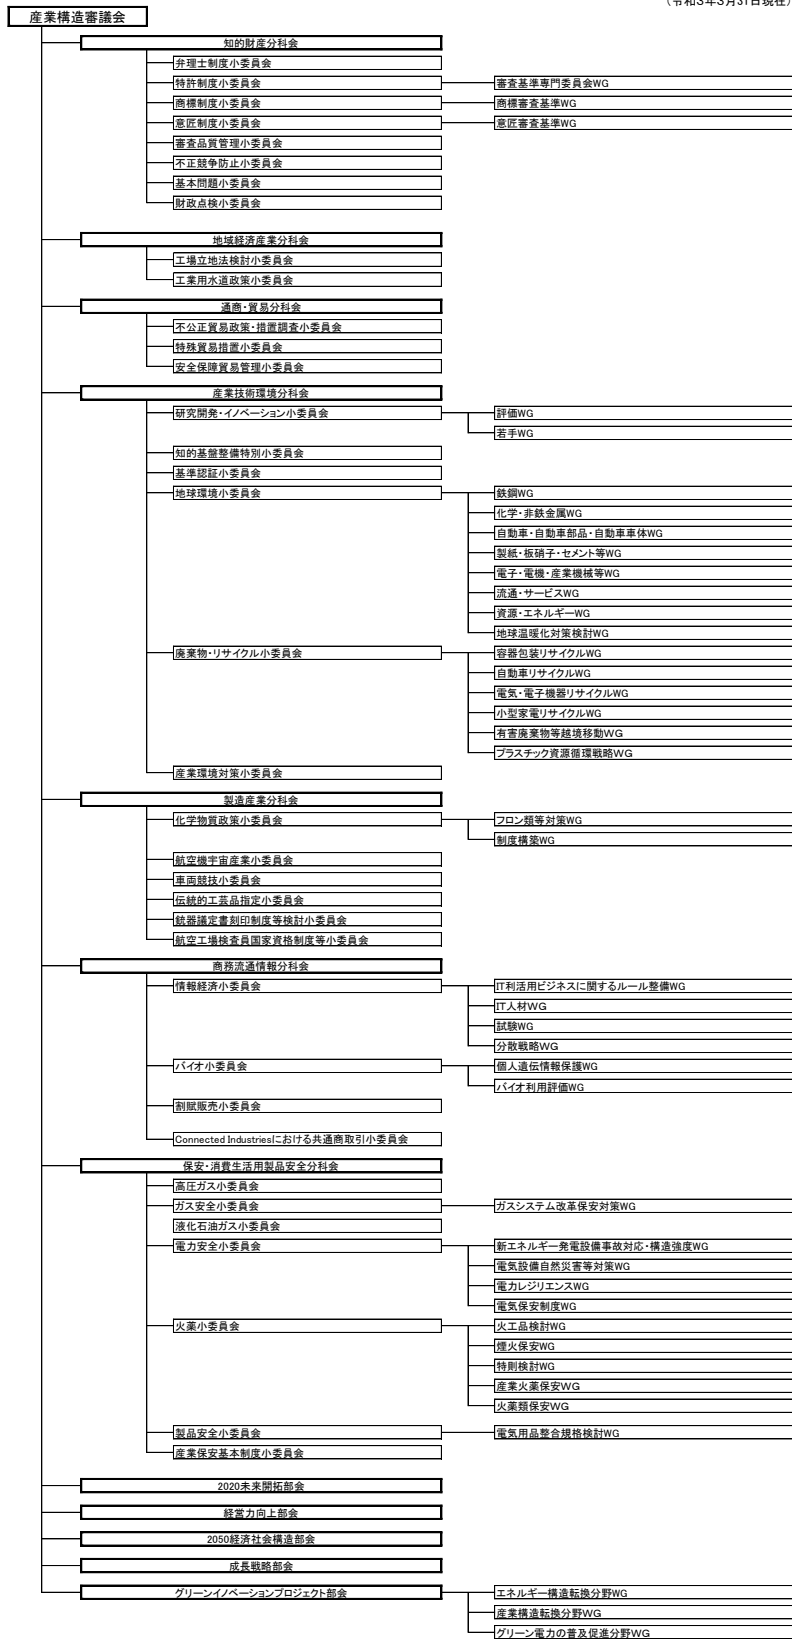 (令和3年3月31日現在)
産業構造審議会
知的財産分科会
弁理士制度小委員会
特許制度小委員会
審査基準専門委員会WG
商標制度小委員会
商標審査基準WG
意匠制度小委員会
意匠審査基準WG
審査品質管理小委員会
不正競争防止小委員会
基本問題小委員会
財政点検小委員会
地域経済産業分科会
工場立地法検討小委員会
工業用水道政策小委員会
通商・貿易分科会
不公正貿易政策・措置調査小委員会
特殊貿易措置小委員会
安全保障貿易管理小委員会
産業技術環境分科会
研究開発・イノベーション小委員会
評価WG
若手WG
知的基盤整備特別小委員会
基準認証小委員会
地球環境小委員会
鉄鋼WG
化学・非鉄金属WG
自動車・自動車部品・自動車車体WG
製紙・板硝子・セメント等WG
電子・電機・産業機械等WG
流通・サービスWG
資源・エネルギーWG
地球温暖化対策検討WG
廃棄物・リサイクル小委員会
容器包装リサイクルWG
自動車リサイクルWG
電気・電子機器リサイクルWG
小型家電リサイクルWG
有害廃棄物等越境移動WG
プラスチック資源循環戦略WG
産業環境対策小委員会
製造産業分科会
化学物質政策小委員会
フロン類等対策WG
制度構築WG
航空機宇宙産業小委員会
車両競技小委員会
伝統的工芸品指定小委員会
銃器議定書刻印制度等検討小委員会
航空工場検査員国家資格制度等小委員会
商務流通情報分科会
情報経済小委員会
IT利活用ビジネスに関するルール整備WG
IT人材WG
試験WG
分散戦略WG
バイオ小委員会
個人遺伝情報保護WG
バイオ利用評価WG
割賦販売小委員会
Connected Industriesにおける共通商取引小委員会
保安・消費生活用製品安全分科会
高圧ガス小委員会
ガス安全小委員会
ガスシステム改革保安対策WG
液化石油ガス小委員会
電力安全小委員会
新エネルギー発電設備事故対応・構造強度WG
電気設備自然災害等対策WG
電力レジリエンスWG
電気保安制度WG
火薬小委員会
火工品検討WG
煙火保安WG
特則検討WG
産業火薬保安WG
火薬類保安WG
製品安全小委員会
電気用品整合規格検討WG
産業保安基本制度小委員会
2020未来開拓部会
経営力向上部会
2050経済社会構造部会
成長戦略部会
グリーンイノベーションプロジェクト部会
エネルギー構造転換分野WG
産業構造転換分野WG
グリーン電力の普及促進分野WG